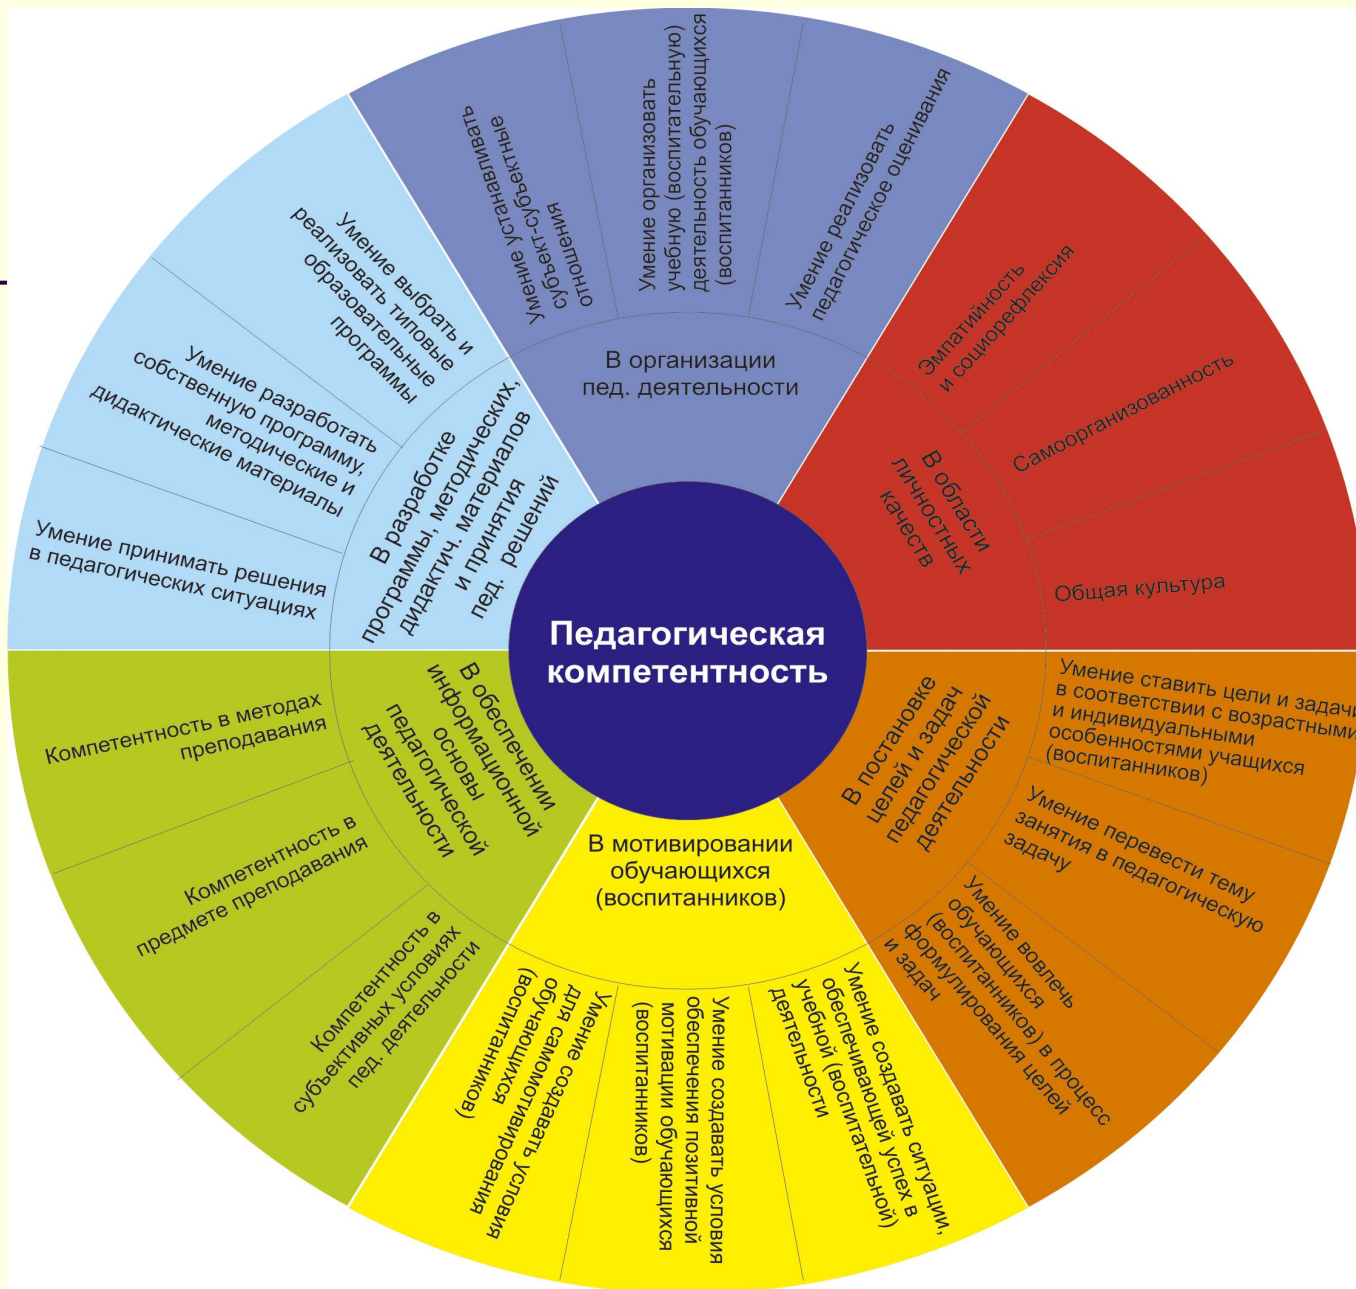 Педагогическая
компетентность
В организации
пед. деятельности
Умение устанавливать
субъект-субъектные
отношения
Умение организовать
учебную (воспитательную)
деятельность обучающихся
(воспитанников)
Умение реализовать
педагогическое оценивания
В области
личностных
качеств
Эмпатийность
и социорефлексия
Самоорганизованность
Общая культура
В постановке
целей и задач
педагогической
деятельности
Умение ставить цели и задачи
в соответствии с возрастными
и индивидуальными
особенностями учащихся
(воспитанников)
Умение перевести тему
занятия в педагогическую
задачу
Умение вовлечь
обучающихся
(воспитанников) в процесс
формулирования целей
и задач
В мотивировании
обучающихся
(воспитанников)
Умение создавать ситуации,
обеспечивающей успех в
учебной (воспитательной)
деятельности
Умение создавать условия
обеспечения позитивной
мотивации обучающихся
(воспитанников)
Умение создавать условия
для самомотивирования
обучающихся
(воспитанников)
В обеспечении
информационной
основы
педагогической
деятельности
Компетентность в
субъективных условиях
пед. деятельности
Компетентность в
предмете преподавания
Компетентность в методах
преподавания
В разработке
программы, методических,
дидактич. материалов
и принятия
пед. решений
Умение принимать решения
в педагогических ситуациях
Умение разработать
собственную программу,
методические и
дидактические материалы
Умение выбрать и
реализовать типовые
образовательные
программы